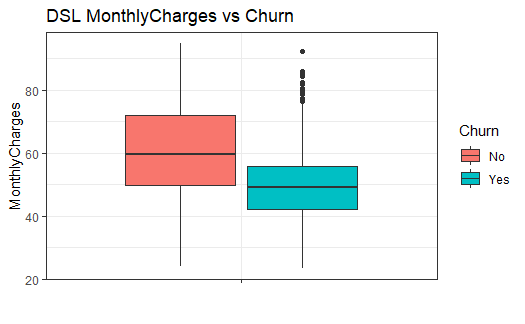 DSL MonthlyCharges vs Churn
MonthlyCharges
80
60
40
20
Churn
No
Yes